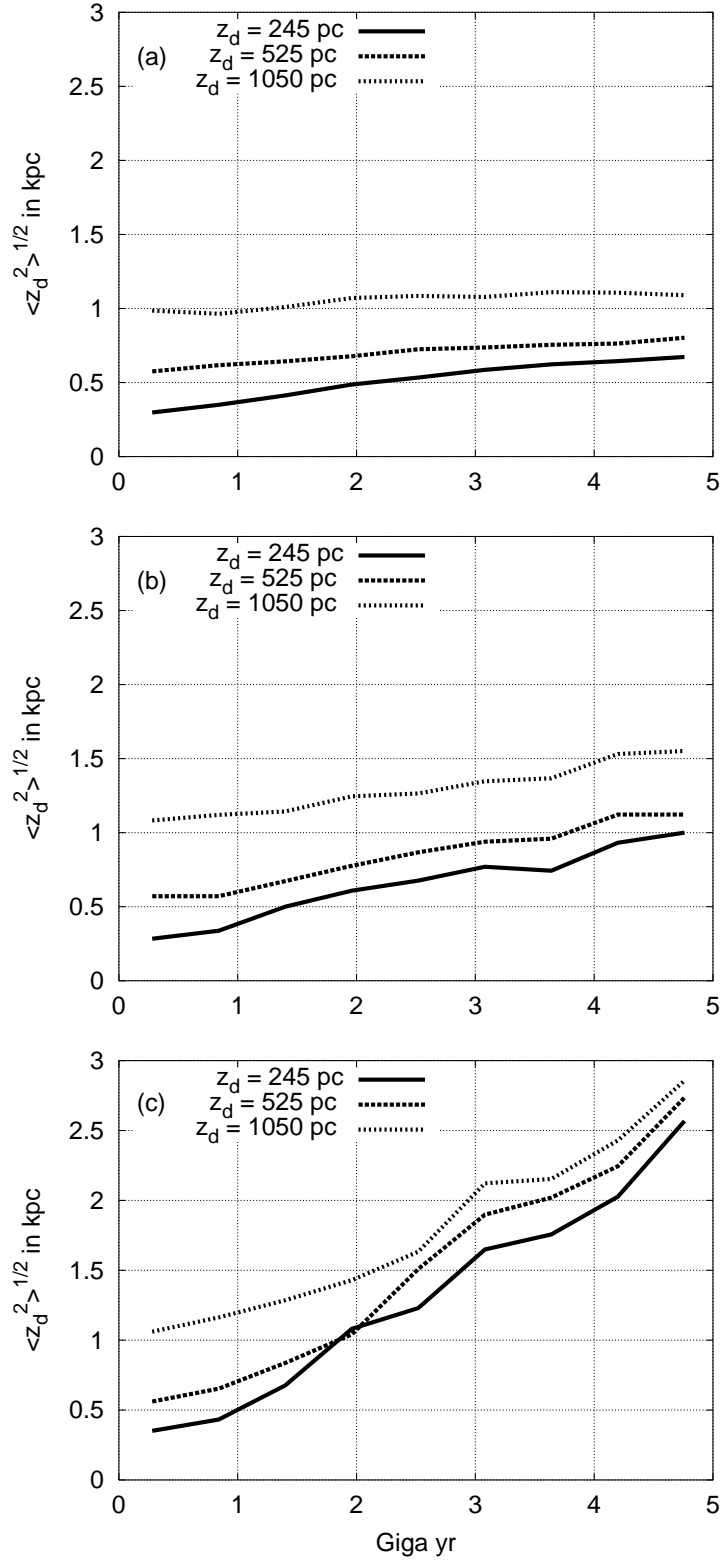 3
(a)
z_d = 245 pc
z_d = 525 pc
z_d = 1050 pc
2.5
2
1.5
1
0.5
0
<z_d^2>^1/2 in kpc
0 1 2 3 4 5
3
(b)
z_d = 245 pc
z_d = 525 pc
z_d = 1050 pc
2.5
2
1.5
1
0.5
0
<z_d^2>^1/2 in kpc
0 1 2 3 4 5
3
(c)
z_d = 245 pc
z_d = 525 pc
z_d = 1050 pc
2.5
2
1.5
1
0.5
0
<z_d^2>^1/2 in kpc
0 1 2 3 4 5
Giga yr